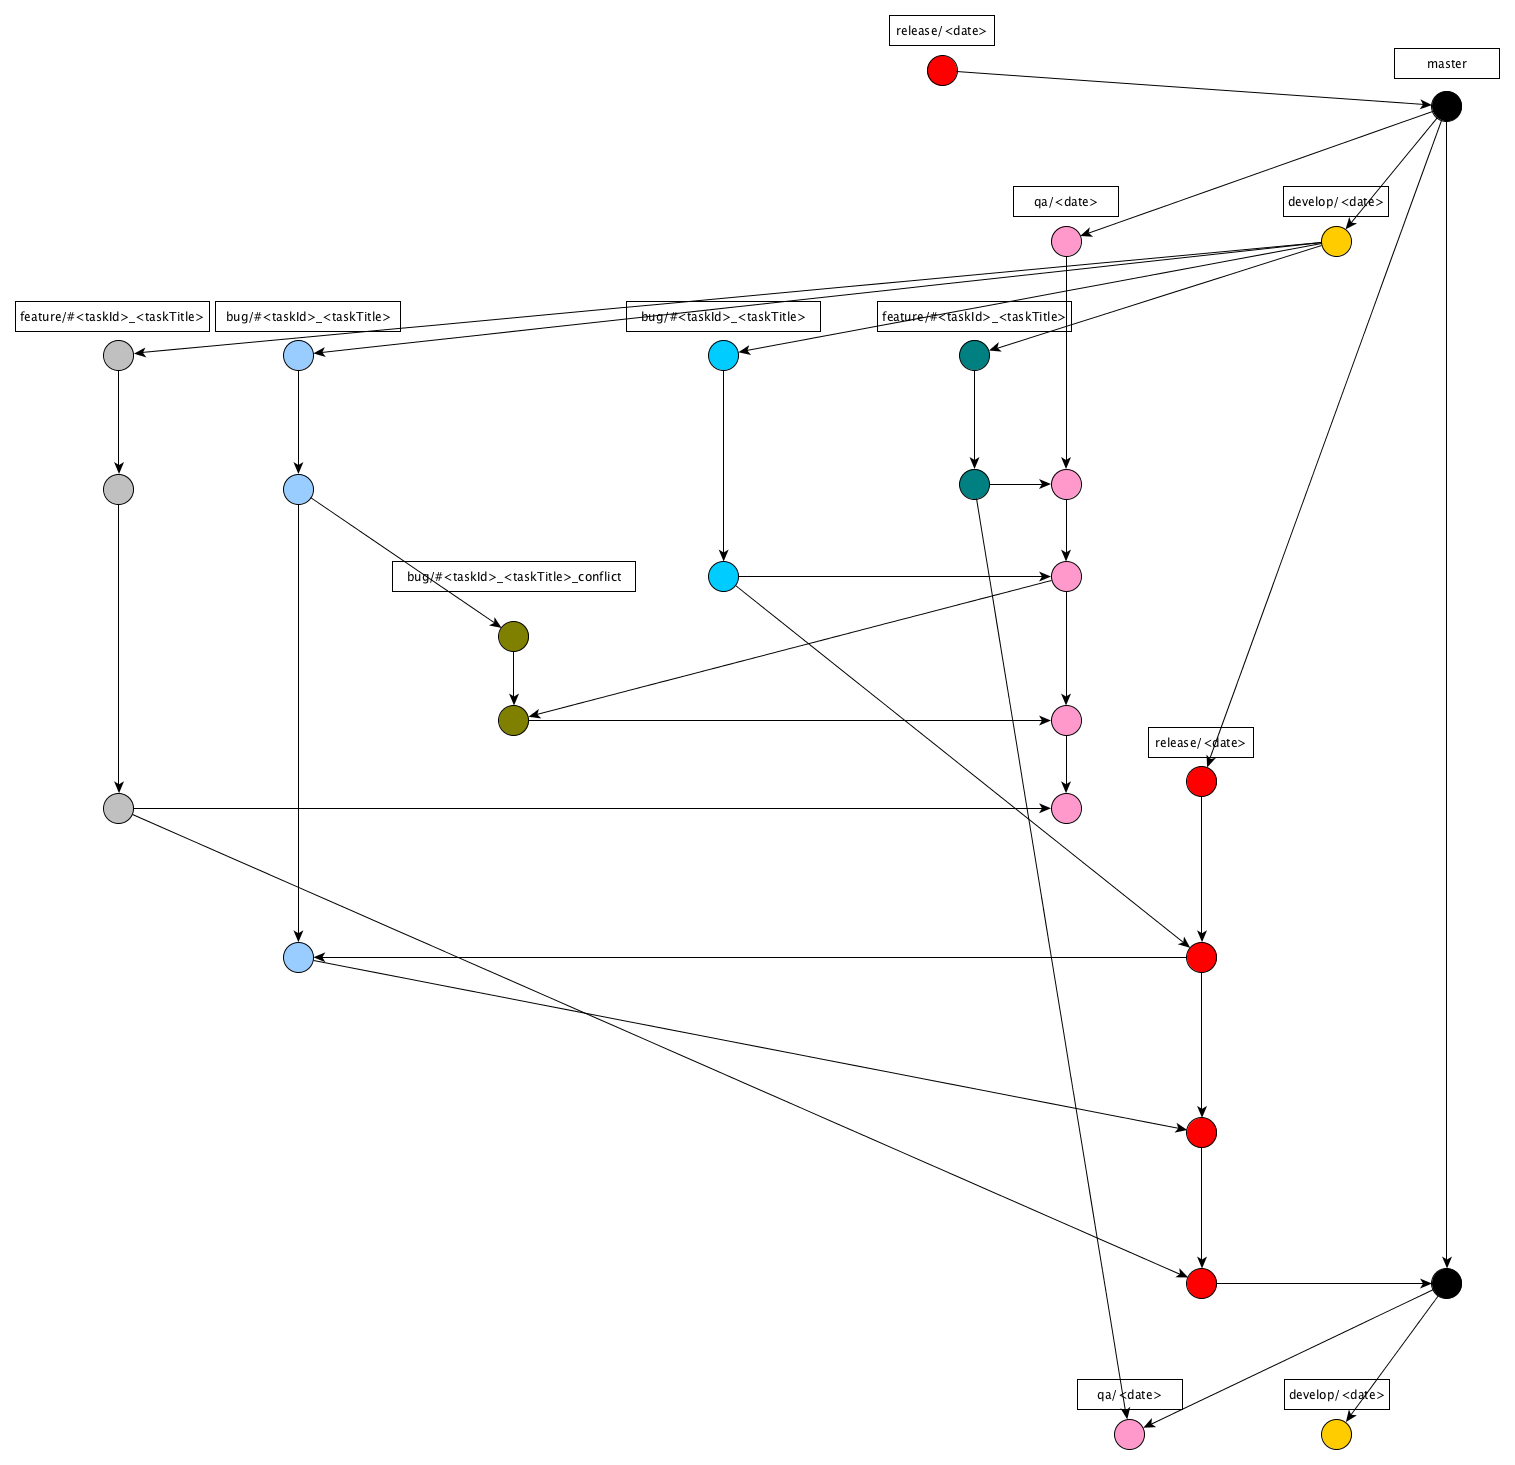 release/<date>
master
qa/<date>
develop/<date>
feature/#<taskId>_<taskTitle>
bug/#<taskId>_<taskTitle>
bug/#<taskId>_<taskTitle>
feature/#<taskId>_<taskTitle>
bug/#<taskId>_<taskTitle>_conflict
release/<date>
qa/<date>
develop/<date>